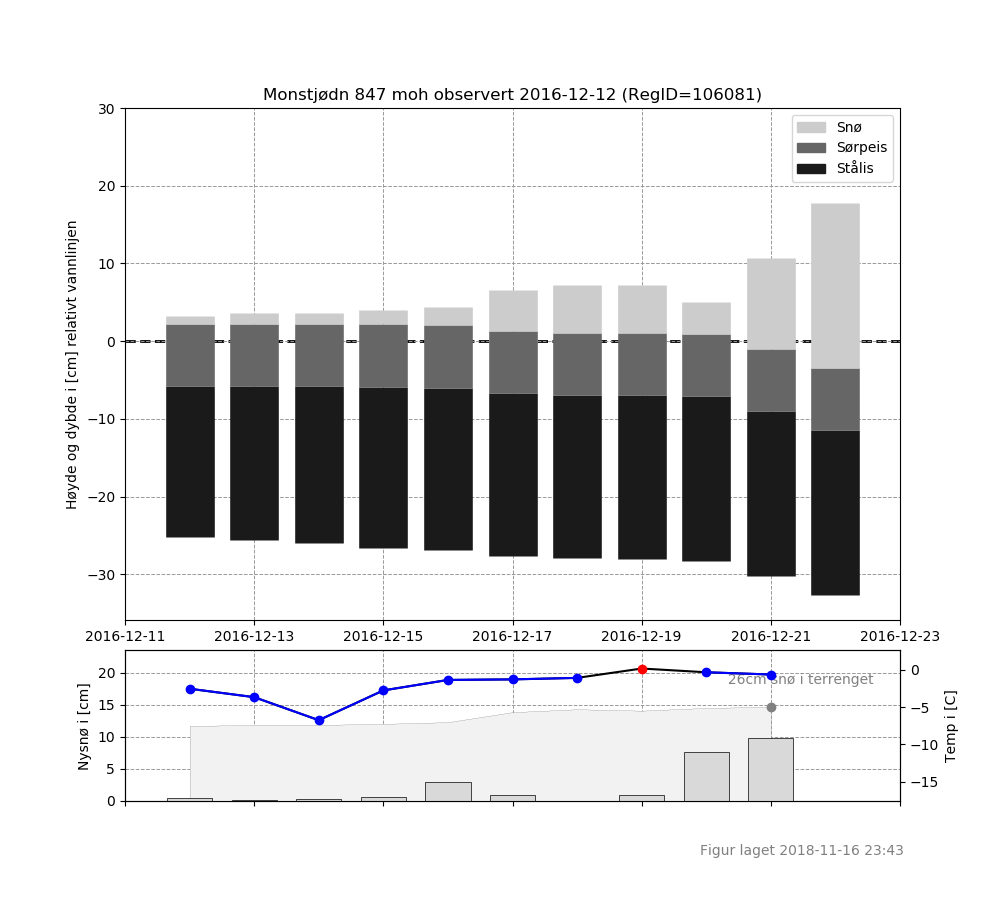 Monstjødn 847 moh observert 2016-12-12 (RegID=106081)
30
20
10
0
−10
−20
−30
Høyde og dybde i [cm] relativt vannlinjen
Snø
Sørpeis
Stålis
2016-12-11 2016-12-13 2016-12-15 2016-12-17 2016-12-19 2016-12-21 2016-12-23
20
15
10
5
0
Nysnø i [cm]
26cm snø i terrenget
0
−5
−10
−15
Temp i [C]
Figur laget 2018-11-16 23:43